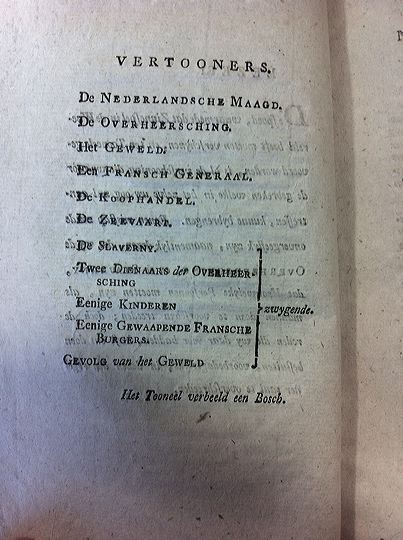 VERTOONERS.
De NEDERLANDSCHE MAAGD.
De OVERHEERSCHING.
Het GEWELD.
Een FRANSCH GENERAAL.
De KOOPHANDEL.
De ZEEVAART.
De SLAVERNY.
Twee DIENAARS der OVERHEER-
SCHING
Eenige KINDEREN
zwygende.
Eenige GEWAAPENDE FRANSCHE
BURGERS.
GEVOLG van het GEWELD
Het Tooneel verbeeld een Bosch.